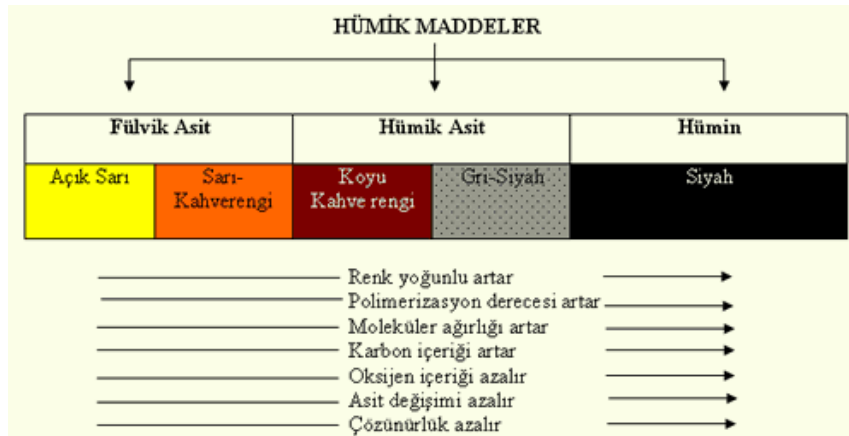 HÜMİK MADDELER
Fülvik Asit
Hümik Asit
Hümin
Açık Sarı
Sarı-
Kahverengi
Koyu
Kahve rengi
Gri-Siyah
Siyah
Renk yoğunlu artar
Polimerizasyon derecesi artar
Moleküler ağırlığı artar
Karbon içeriği artar
Oksijen içeriği azalır
Asit değişimi azalır
Çözünürlük azalır